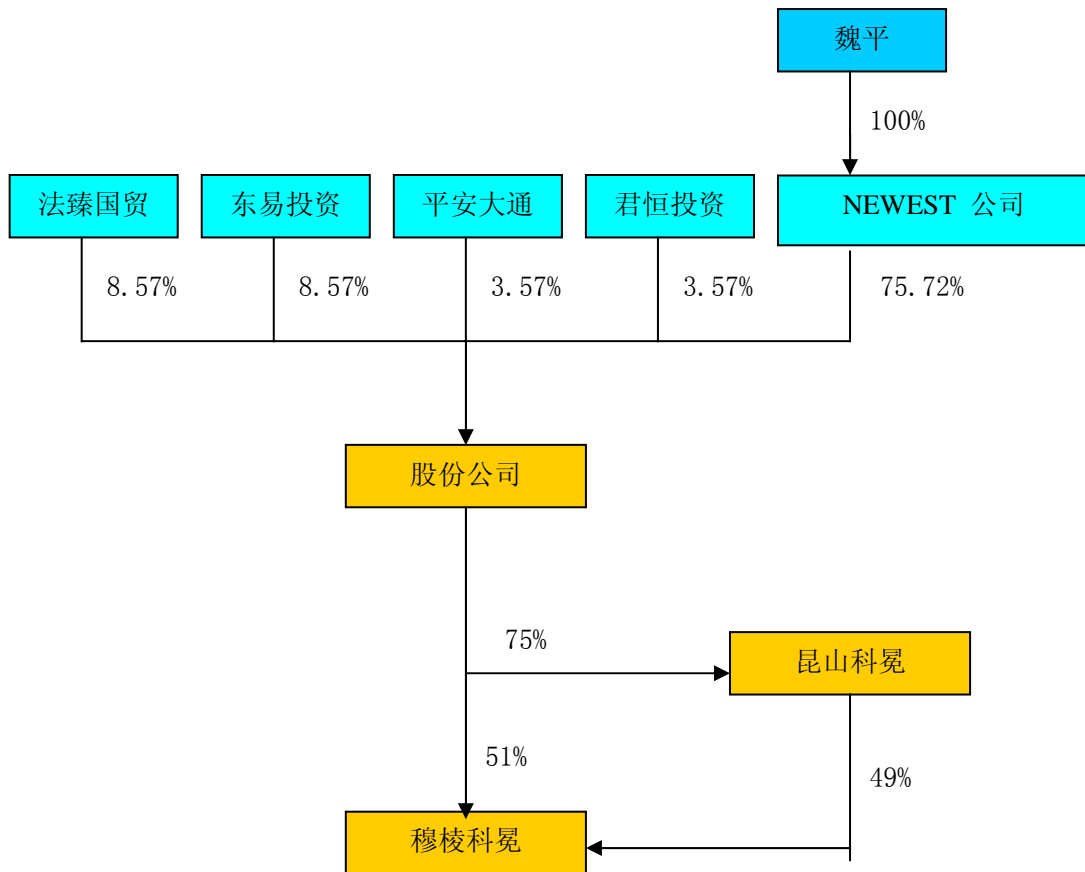 魏平
100%
法臻国贸
东易投资
平安大通
君恒投资
NEWEST 公司
8.57%
8.57%
3.57%
3.57%
75.72%
股份公司
75%
昆山科冕
51%
49%
穆棱科冕